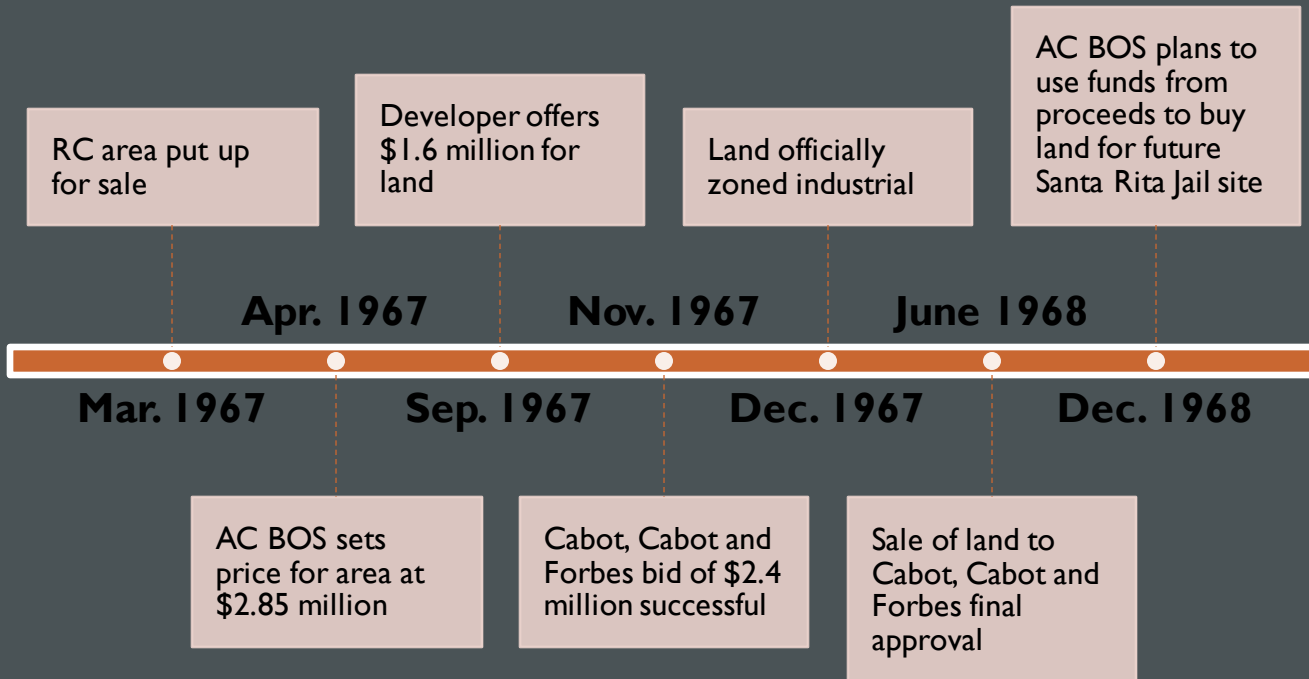 RC area put up
for sale
Developer offers
$1.6 million for
land
Land officially
zoned industrial
AC BOS plans to
use funds from
proceeds to buy
land for future
Santa Rita Jail site
Apr. 1967
Nov. 1967
June 1968
Mar. 1967
Sep. 1967
Dec. 1967
Dec. 1968
AC BOS sets
price for area at
$2.85 million
Cabot, Cabot and
Forbes bid of $2.4
million successful
Sale of land to
Cabot, Cabot and
Forbes final
approval